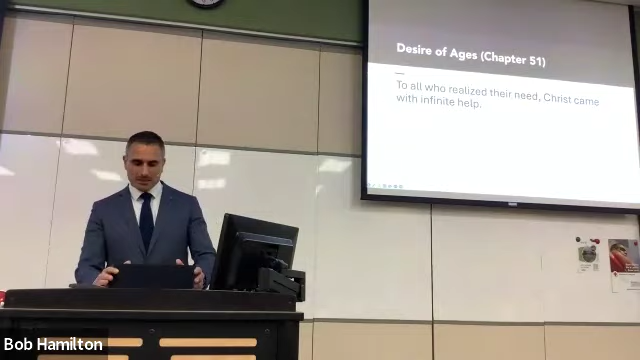 Desire of Ages (Chapter 51)
To all who realized their need, Christ came
with infinite help.
Bob Hamilton